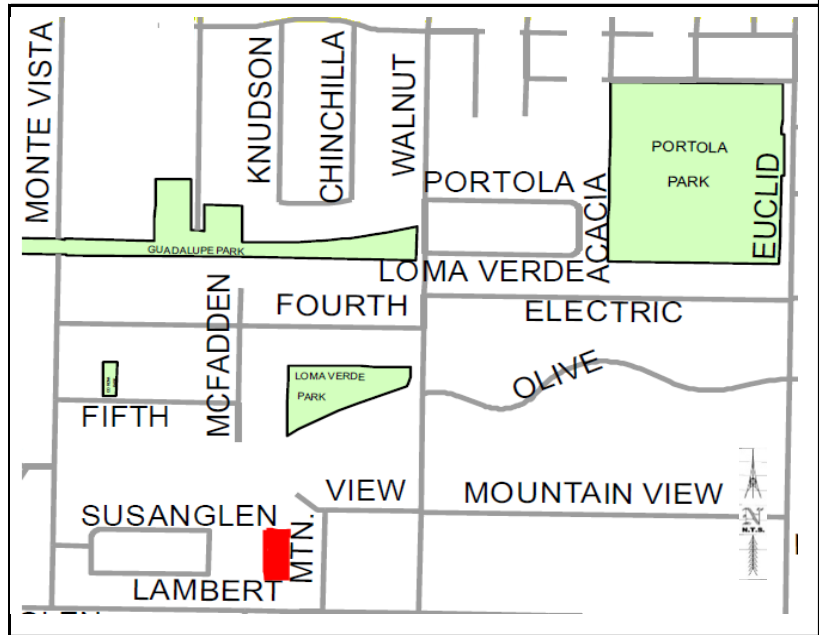 MONTE VISTA
KNUDSON
CHINCHILLA
WALNUT
PORTOLA
PARK
EUCLID
PORTOLA
ACACIA
GUADALUPE PARK
LOMA VERDE
MCFADDEN
FOURTH
ELECTRIC
LOMA VERDE
PARK
OLIVE
FIFTH
VIEW
MOUNTAIN VIEW
SUSANGLEN
MTN.
N
N.T.S.
LAMBERT